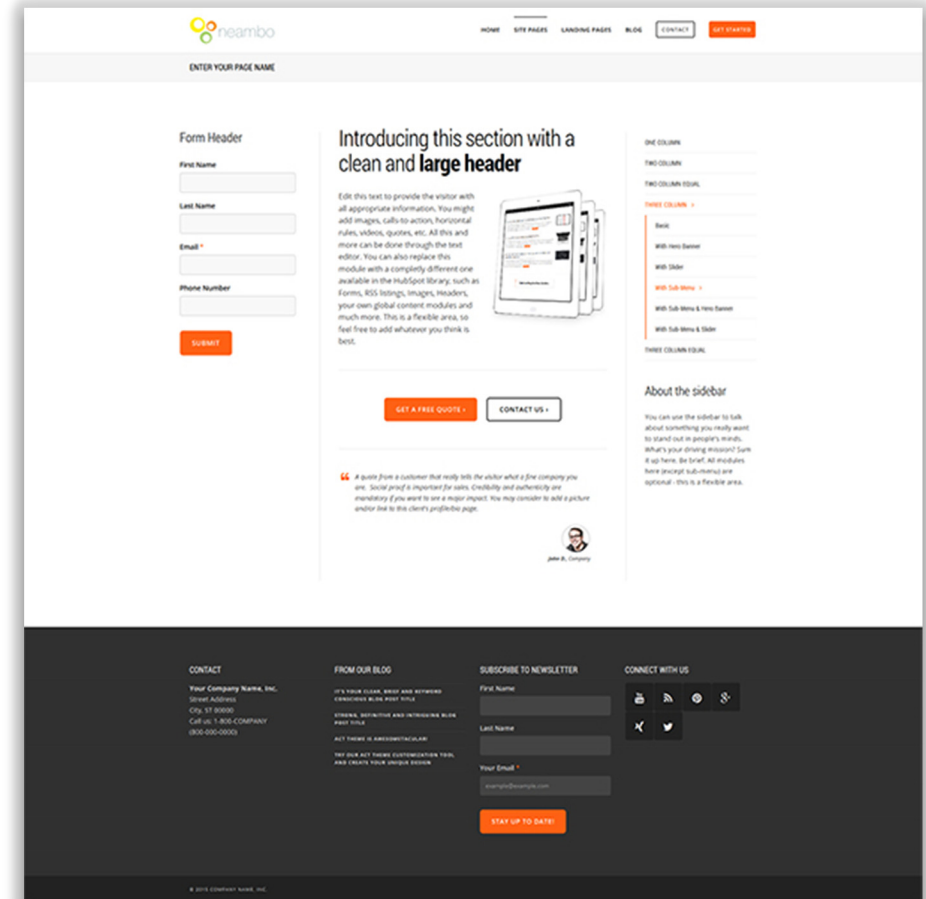 neambo
HOME SITE PAGES LANDING PAGES BLOG CONTACT GET STARTED
ENTER YOUR PAGE NAME
Form Header
First Name
Last Name
Email *
Phone Number
SUBMIT
Introducing this section with a
clean and large header
Edit this text to provide the visitor with
all appropriate information. You might
add images, calls-to-action, horizontal
rules, videos, quotes, etc. All this and
more can be done through the text
editor. You can also replace this
module with a completly different one
available in the HubSpot library, such as
Forms, RSS listings, Images, Headers,
your own global content modules and
much more. This is a flexible area, so
feel free to add whatever you think is
best.
GET A FREE QUOTE › CONTACT US ›
“ A quote from a customer that really tells the visitor what a fine company you
are. Social proof is important for sales. Credibility and authenticity are
mandatory if you want to see a major impact. You may consider to add a picture
and/or link to this client's profile/bio page.
John D., Company
ONE COLUMN
TWO COLUMN
TWO COLUMN EQUAL
THREE COLUMN >
Basic
With Hero Banner
With Slider
With Sub-Menu >
With Sub-Menu & Hero Banner
With Sub-Menu & Slider
THREE COLUMN EQUAL
About the sidebar
You can use the sidebar to talk
about something you really want
to stand out in people's minds.
What's your driving mission? Sum
it up here. Be brief. All modules
here (except sub-menu) are
optional - this is a flexible area.
CONTACT
Your Company Name, Inc.
Street Address
City, ST 00000
Call us: 1-800-COMPANY
(800-000-0000)
FROM OUR BLOG
IT'S YOUR CLEAR, BRIEF AND KEYWORD
CONSCIOUS BLOG POST TITLE
STRONG, DEFINITIVE AND INTRIGUING BLOG
POST TITLE
ACT THEME IS AWESOMETACULAR!
TRY OUR ACT THEME CUSTOMIZATION TOOL
AND CREATE YOUR UNIQUE DESIGN
SUBSCRIBE TO NEWSLETTER
First Name
Last Name
Your Email *
example@example.com
STAY UP TO DATE!
CONNECT WITH US
© 2015 COMPANY NAME, INC.